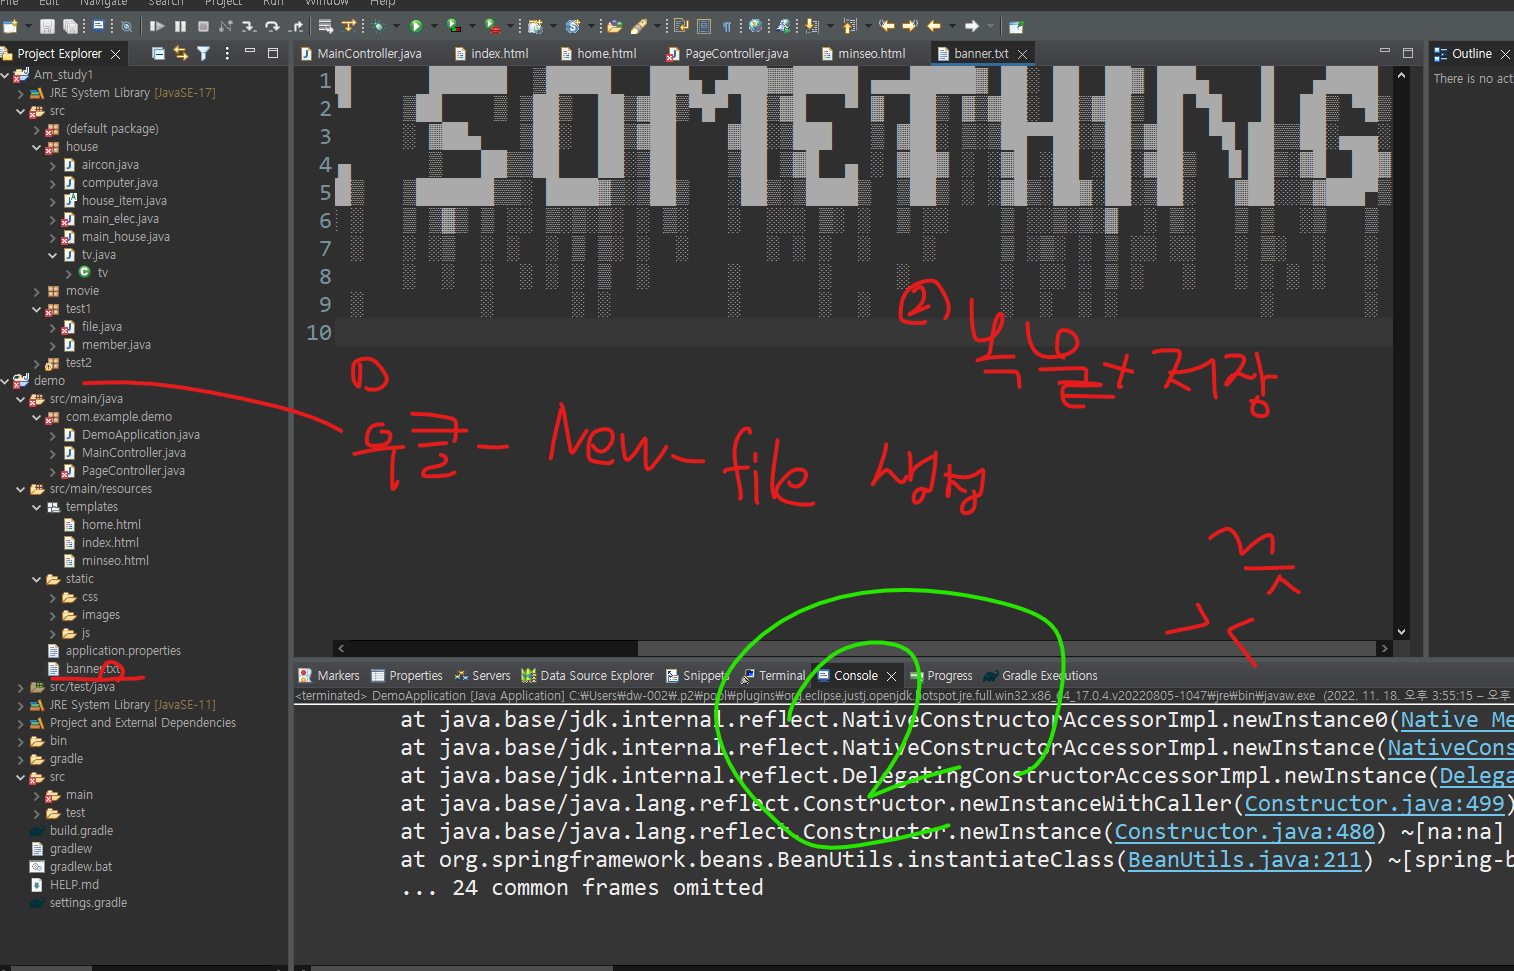 File Edit Navigate Search Project Run Window Help
Project Explorer
MainController.java index.html home.html PageController.java minseo.html banner.txt
Outline
There is no act
Am_study1
JRE System Library [JavaSE-17]
src
(default package)
house
aircon.java
computer.java
house_item.java
main_elec.java
main_house.java
tv.java
tv
movie
test1
file.java
member.java
test2
demo
src/main/java
com.example.demo
DemoApplication.java
MainController.java
PageController.java
src/main/resources
templates
home.html
index.html
minseo.html
static
css
images
js
application.properties
banner.txt
src/test/java
JRE System Library [JavaSE-11]
Project and External Dependencies
bin
gradle
src
main
test
build.gradle
gradlew
gradlew.bat
HELP.md
settings.gradle
1
2
3
4
5
6
7
8
9
10
SOMETHING
①
우클 - New - file 생성
②
+ 저장
Markers Properties Servers Data Source Explorer Snippets Terminal Console Progress Gradle Executions
<terminated> DemoApplication [Java Application] C:￦Users￦dw-002￦.p2￦pool￦plugins￦org.eclipse.justj.openjdk.hotspot.jre.full.win32.x86_64_17.0.4.v20220805-1047￦jre￦bin￦javaw.exe (2022. 11. 18. 오후 3:55:15 – 오후
at java.base/jdk.internal.reflect.NativeConstructorAccessorImpl.newInstance0(Native Me
at java.base/jdk.internal.reflect.NativeConstructorAccessorImpl.newInstance(NativeCons
at java.base/jdk.internal.reflect.DelegatingConstructorAccessorImpl.newInstance(Delega
at java.base/java.lang.reflect.Constructor.newInstanceWithCaller(Constructor.java:499)
at java.base/java.lang.reflect.Constructor.newInstance(Constructor.java:480) ~[na:na]
at org.springframework.beans.BeanUtils.instantiateClass(BeanUtils.java:211) ~[spring-b
... 24 common frames omitted